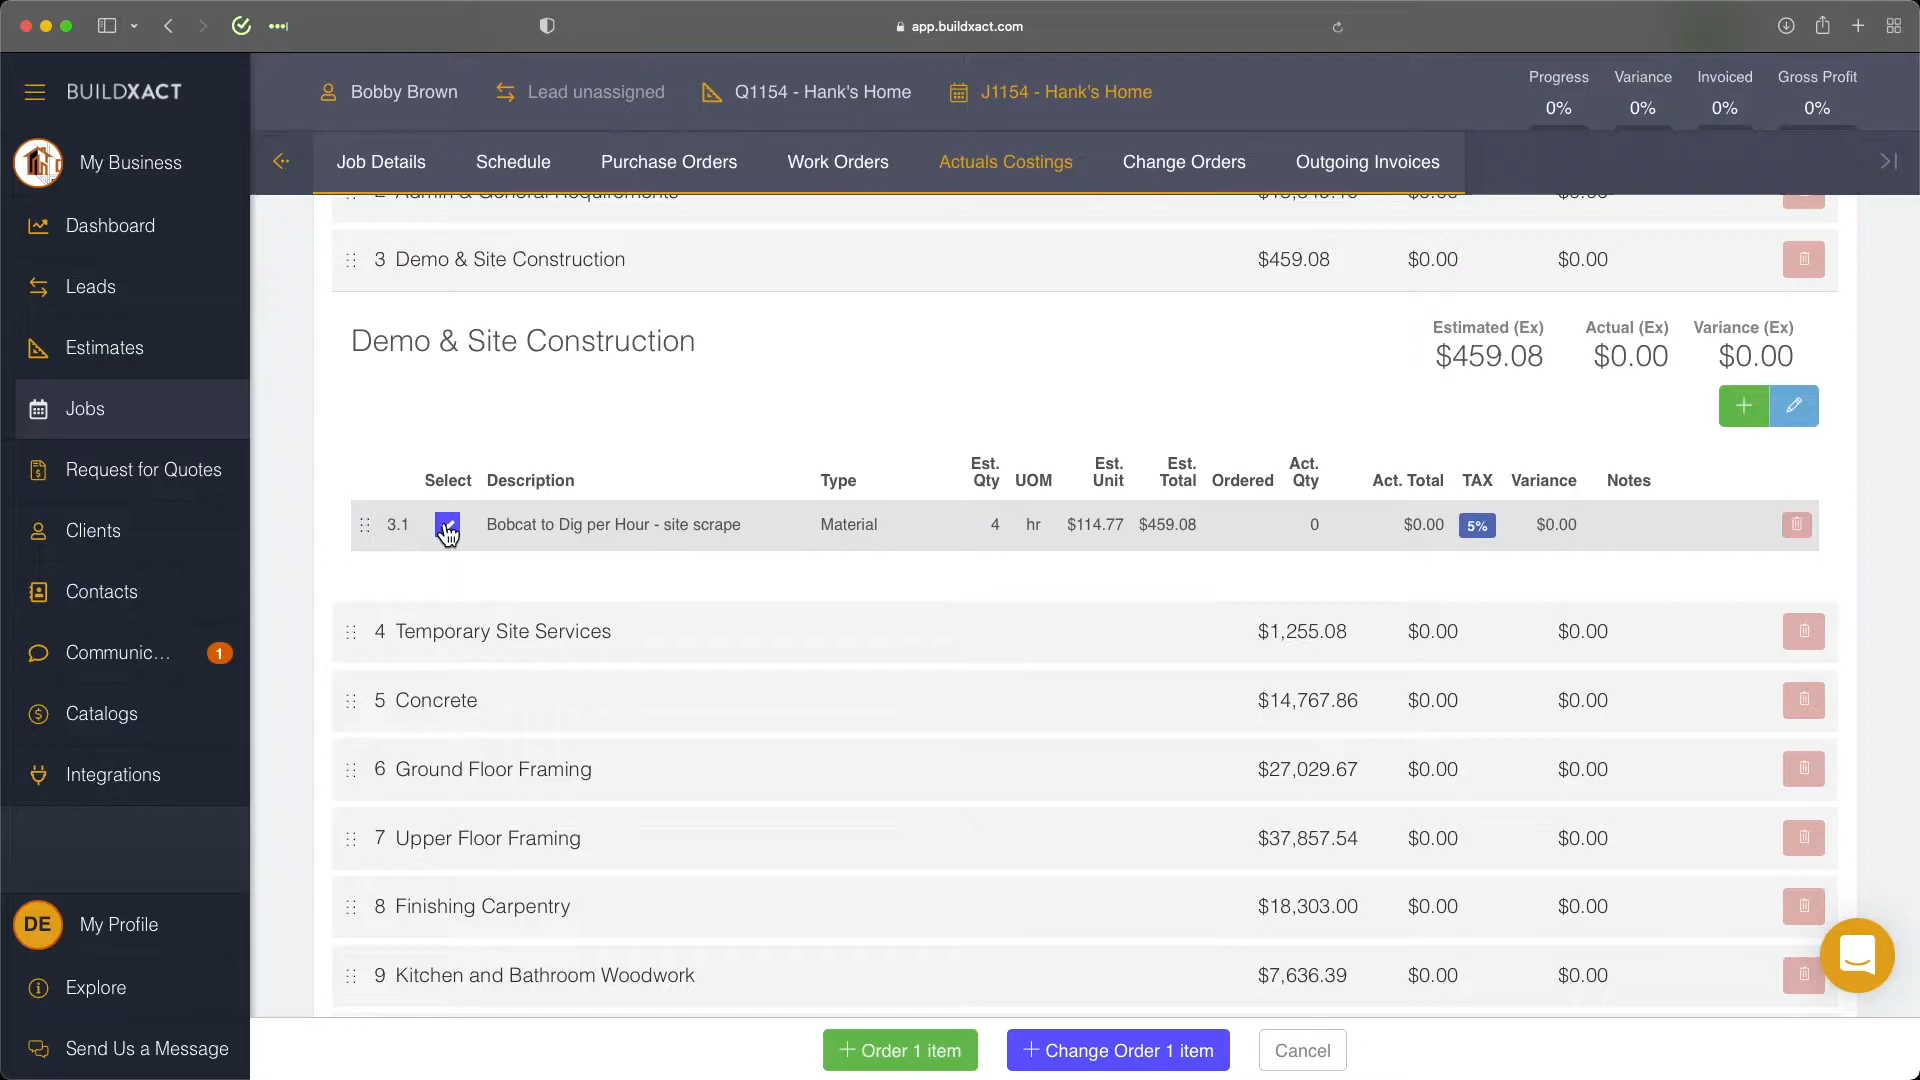 app.buildxact.com
BUILDXACT
Bobby Brown
Lead unassigned
Q1154 - Hank's Home
J1154 - Hank's Home
Progress
0%
Variance
0%
Invoiced
0%
Gross Profit
0%
My Business
Dashboard
Leads
Estimates
Jobs
Request for Quotes
Clients
Contacts
Communic... 1
Catalogs
Integrations
DE My Profile
Explore
Send Us a Message
Job Details Schedule Purchase Orders Work Orders Actuals Costings Change Orders Outgoing Invoices
2 Admin & General Requirements $0.00 $0.00
3 Demo & Site Construction $459.08 $0.00 $0.00
Demo & Site Construction
Estimated (Ex) Actual (Ex) Variance (Ex)
$459.08 $0.00 $0.00
Select Description Type Est. Qty UOM Est. Unit Est. Total Ordered Act. Qty Act. Total TAX Variance Notes
3.1 Bobcat to Dig per Hour - site scrape Material 4 hr $114.77 $459.08 0 $0.00 5% $0.00
4 Temporary Site Services $1,255.08 $0.00 $0.00
5 Concrete $14,767.86 $0.00 $0.00
6 Ground Floor Framing $27,029.67 $0.00 $0.00
7 Upper Floor Framing $37,857.54 $0.00 $0.00
8 Finishing Carpentry $18,303.00 $0.00 $0.00
9 Kitchen and Bathroom Woodwork $7,636.39 $0.00 $0.00
+ Order 1 item
+ Change Order 1 item
Cancel